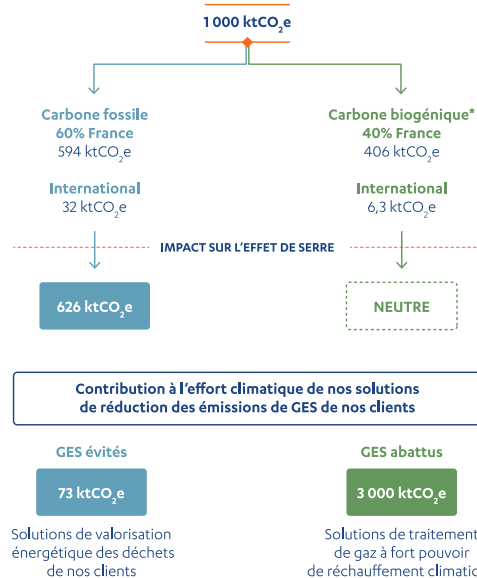 1 000 ktCO₂e
Carbone fossile
60% France
594 ktCO₂e
International
32 ktCO₂e
Carbone biogénique*
40% France
406 ktCO₂e
International
6,3 ktCO₂e
IMPACT SUR L'EFFET DE SERRE
626 ktCO₂e
NEUTRE
Contribution à l'effort climatique de nos solutions
de réduction des émissions de GES de nos clients
GES évités
73 ktCO₂e
Solutions de valorisation
énergétique des déchets
de nos clients
GES abattus
3 000 ktCO₂e
Solutions de traitement
de gaz à fort pouvoir
de réchauffement climatic